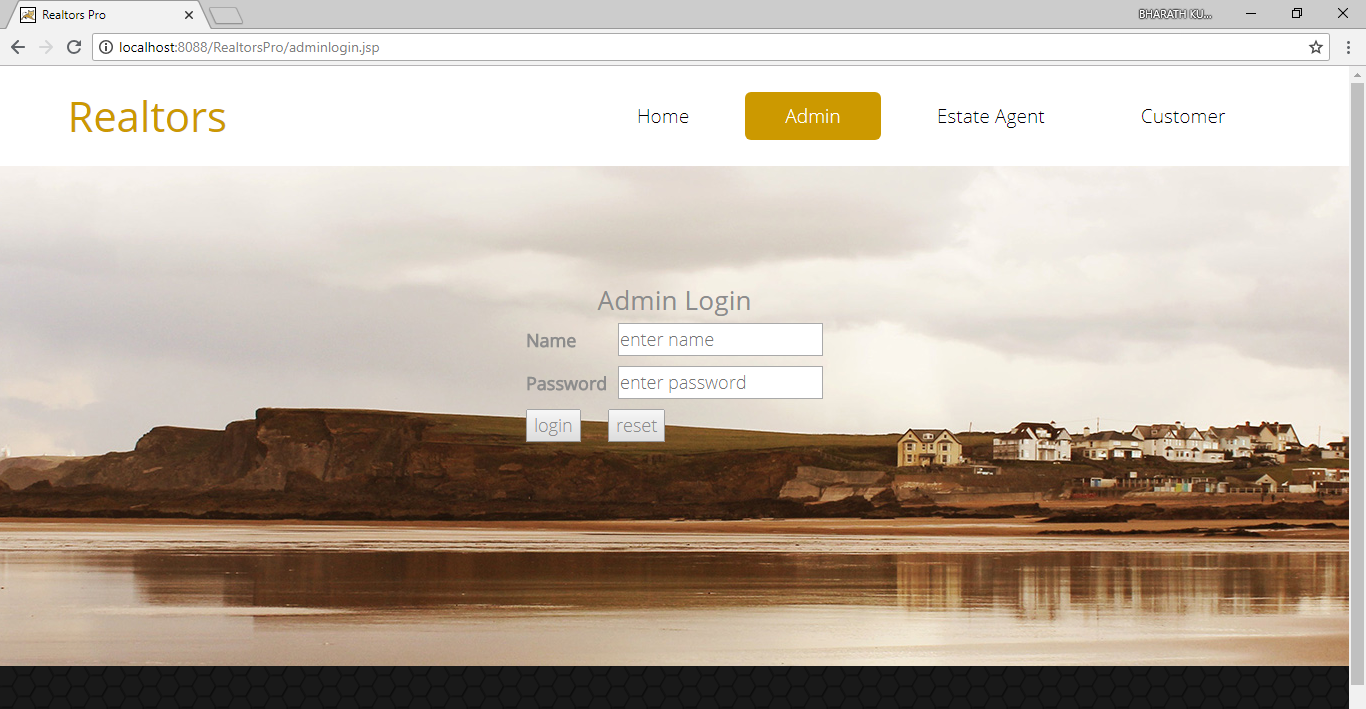 Realtors Pro
BHARATH KU...
localhost:8088/RealtorsPro/adminlogin.jsp
Realtors
Home Admin Estate Agent Customer
Admin Login
Name enter name
Password enter password
login reset